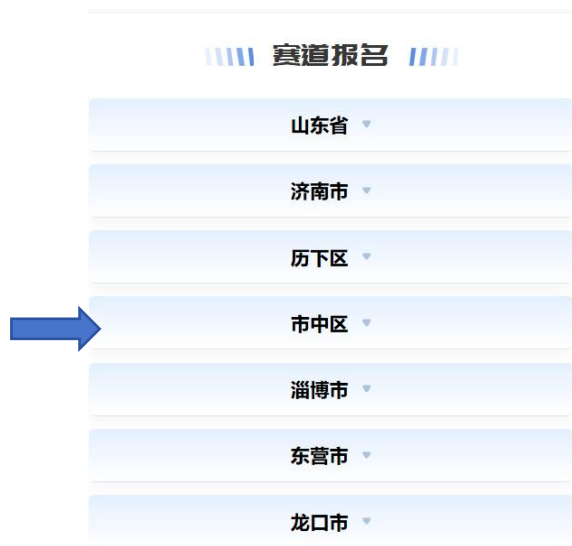 赛道报名
山东省
济南市
历下区
市中区
淄博市
东营市
龙口市